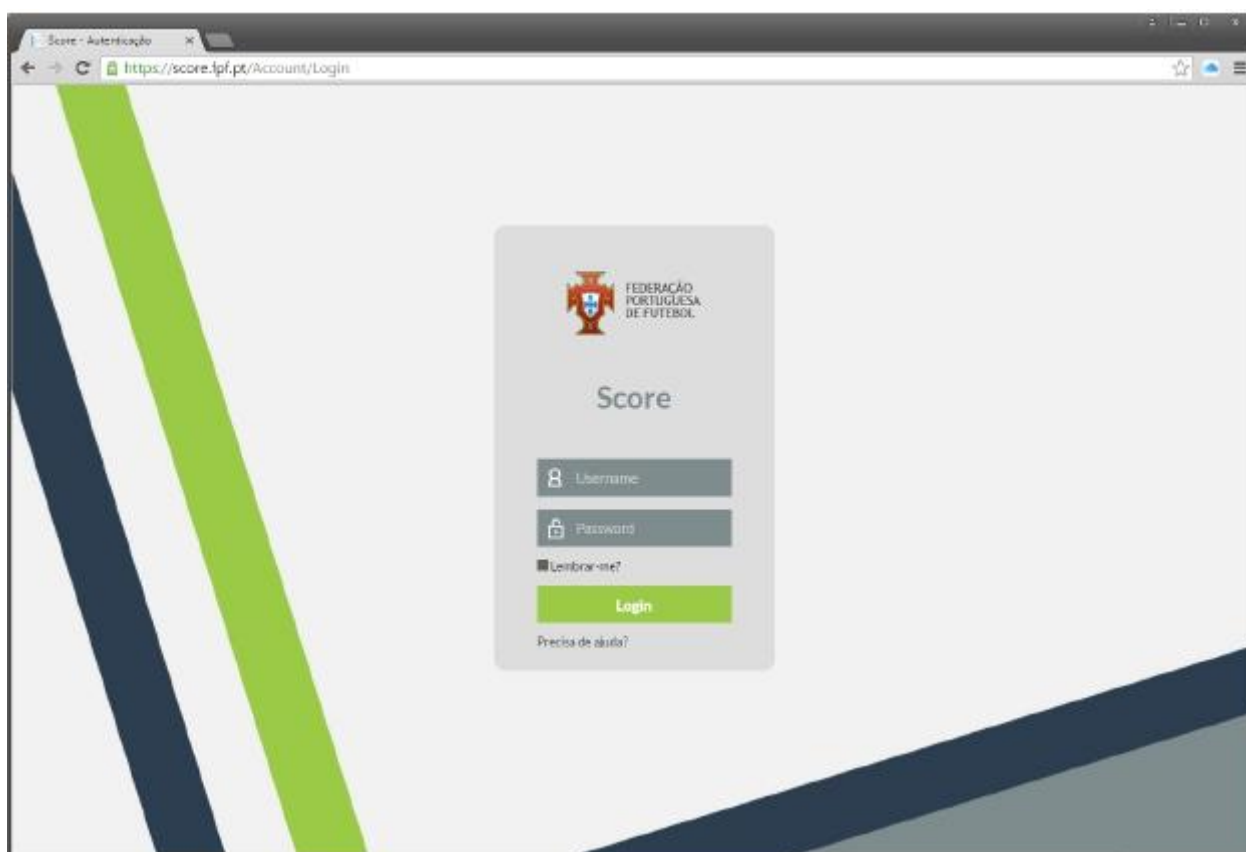 Score - Autenticação
https://score.fpf.pt/Account/Login
FEDERAÇÃO
PORTUGUESA
DE FUTEBOL
Score
Username
Password
Lembrar-me?
Login
Precisa de ajuda?